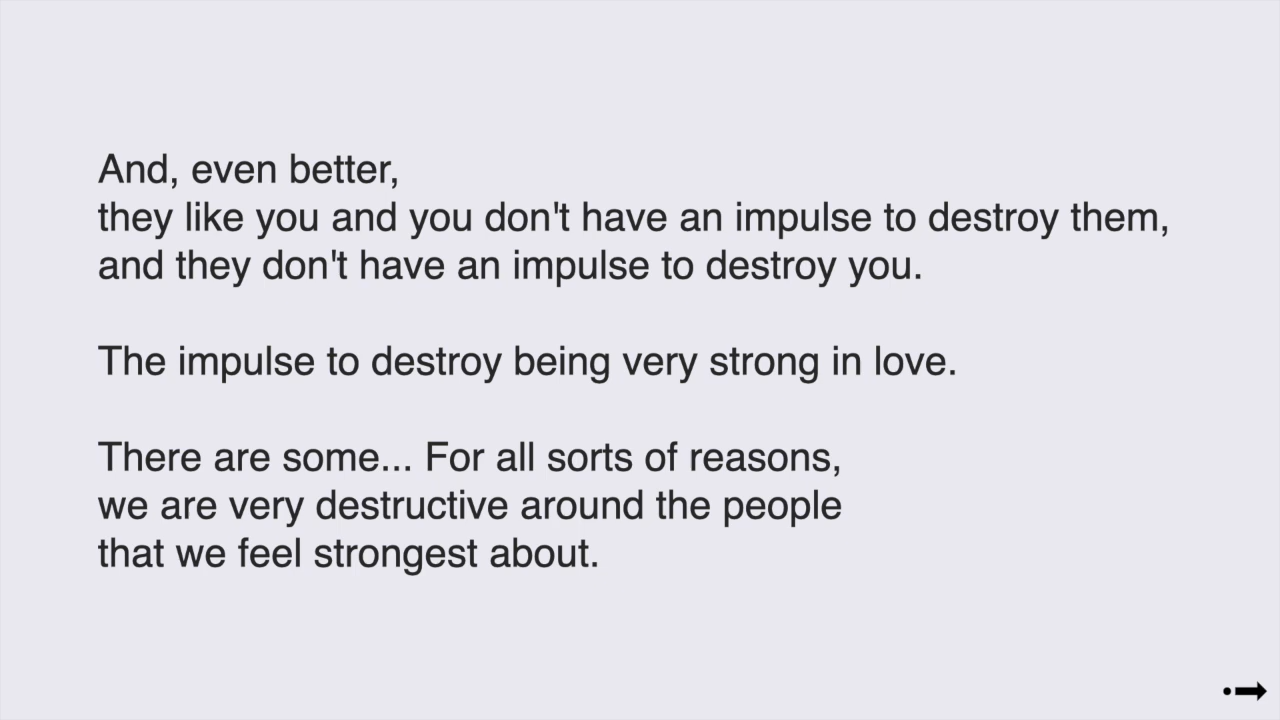 And, even better,
they like you and you don't have an impulse to destroy them,
and they don't have an impulse to destroy you.
The impulse to destroy being very strong in love.
There are some... For all sorts of reasons,
we are very destructive around the people
that we feel strongest about.